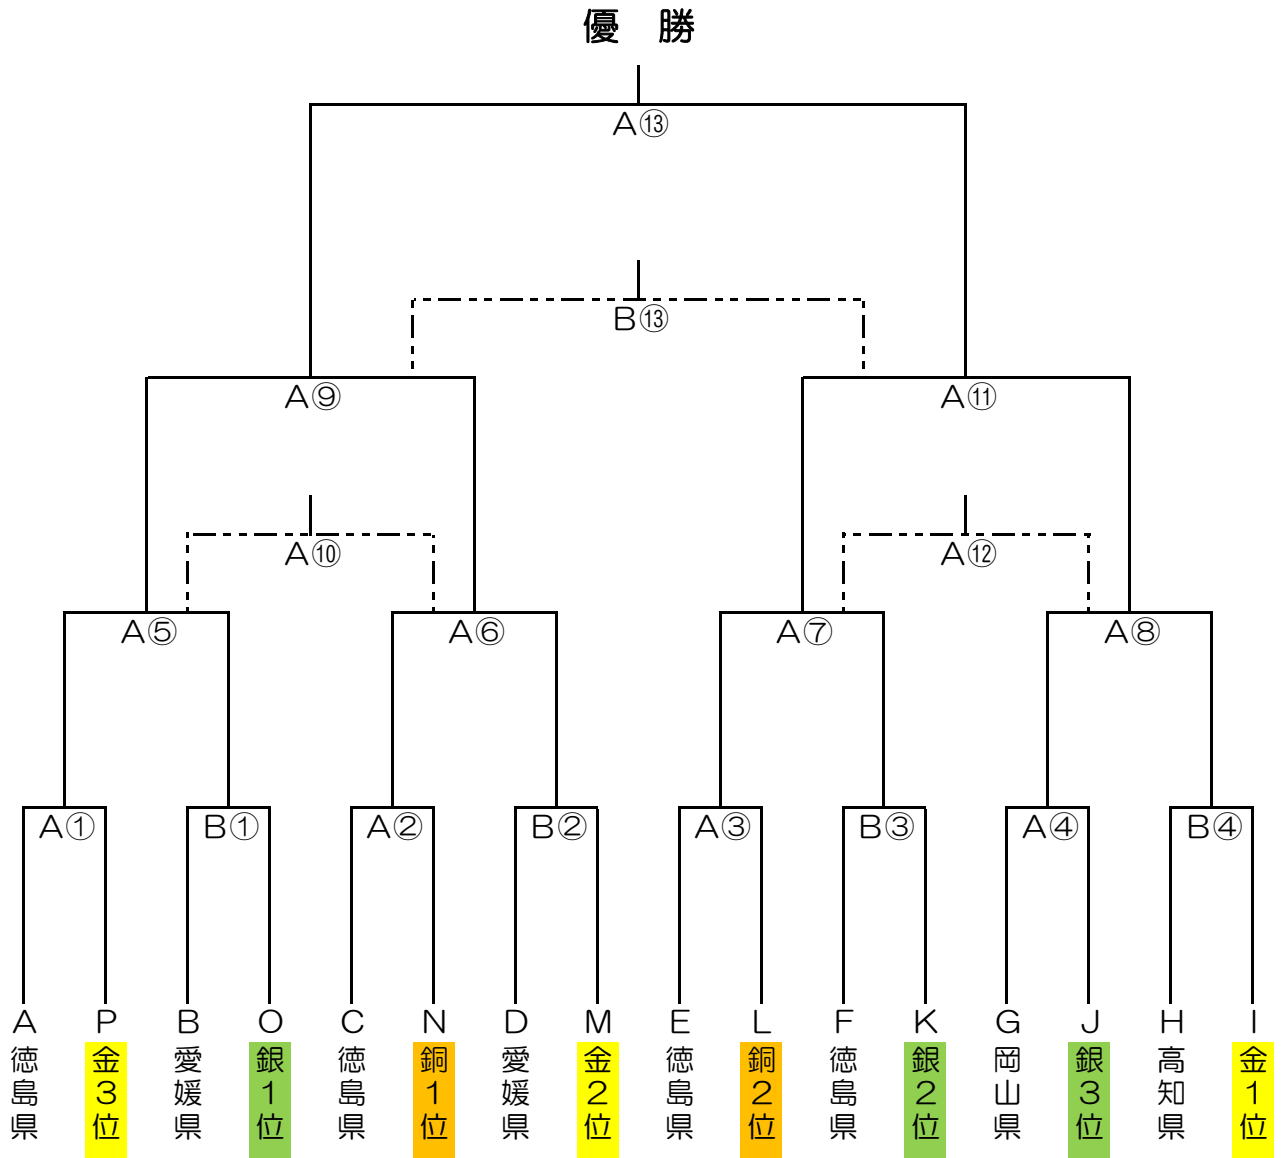 優 勝
A⑬
B⑬
A⑨ A⑪
A⑩ A⑫
A⑤ A⑥ A⑦ A⑧
A① B① A② B② A③ B③ A④ B④
A P B O C N D M E L F K G J H I
徳島県
金3位
愛媛県
銀1位
徳島県
銅1位
愛媛県
金2位
徳島県
銅2位
徳島県
銀2位
岡山県
銀3位
高知県
金1位